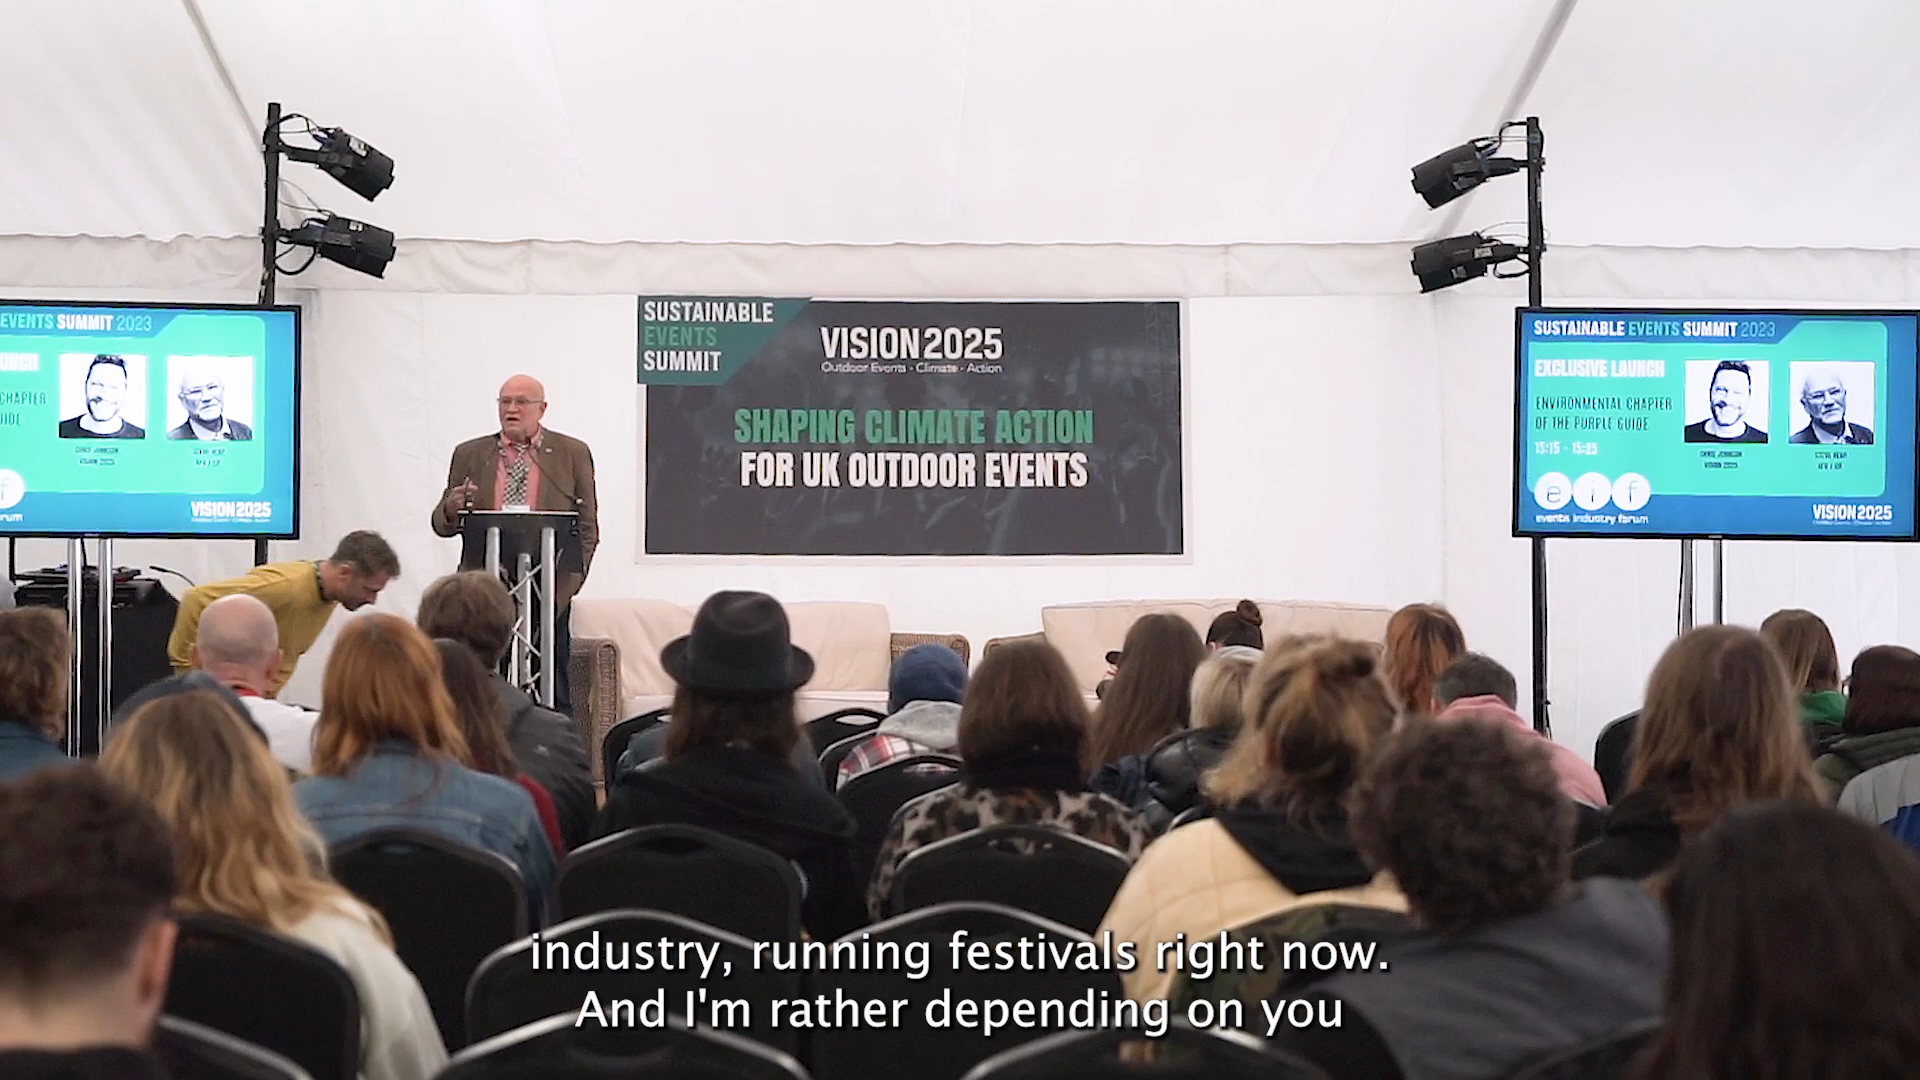 EVENTS SUMMIT 2023
CHAPTER
VISION2025
SUSTAINABLE
EVENTS
SUMMIT
VISION2025
Outdoor Events - Climate - Action
SHAPING CLIMATE ACTION
FOR UK OUTDOOR EVENTS
SUSTAINABLE EVENTS SUMMIT 2023
EXCLUSIVE LAUNCH
ENVIRONMENTAL CHAPTER
OF THE PURPLE GUIDE
15:15 - 15:25
eif
events industry forum
VISION2025
industry, running festivals right now.
And I'm rather depending on you